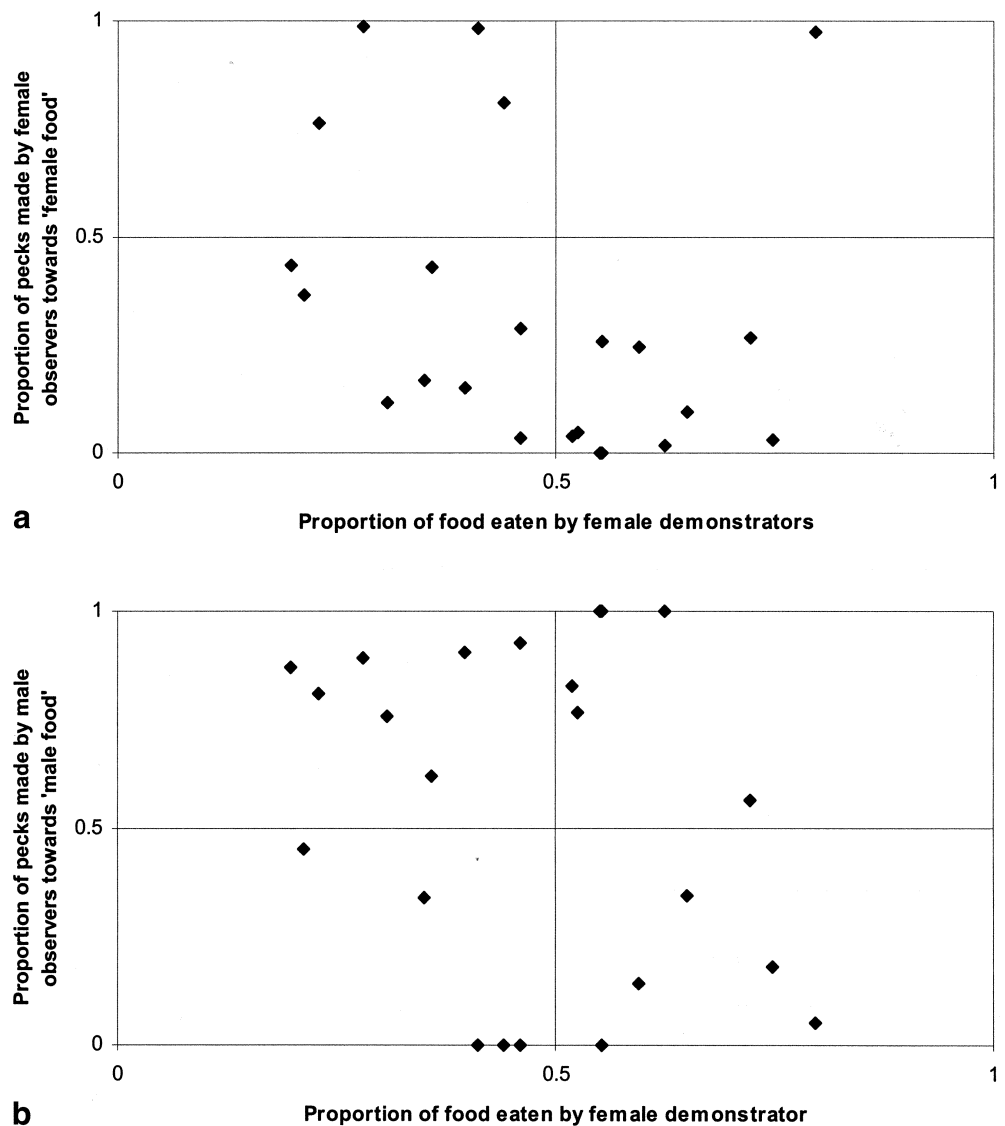 1
0.5
0
0
0.5
1
Proportion of pecks made by female
observers towards 'female food'
Proportion of food eaten by female demonstrators
a
1
0.5
0
0
0.5
1
Proportion of pecks made by male
observers towards 'male food'
Proportion of food eaten by female demonstrator
b